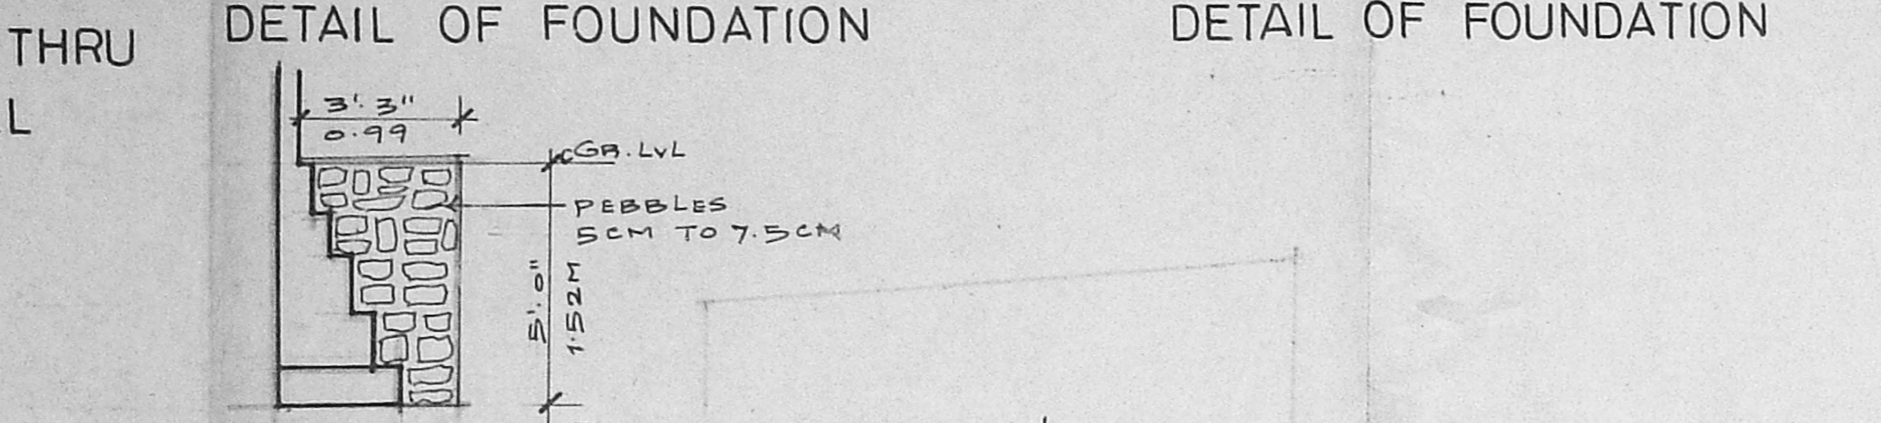 THRU
L
DETAIL OF FOUNDATION
DETAIL OF FOUNDATION
3'. 3"
0.99
GR. LVL
PEBBLES
5CM TO 7.5CM
5'. 0"
1.52M